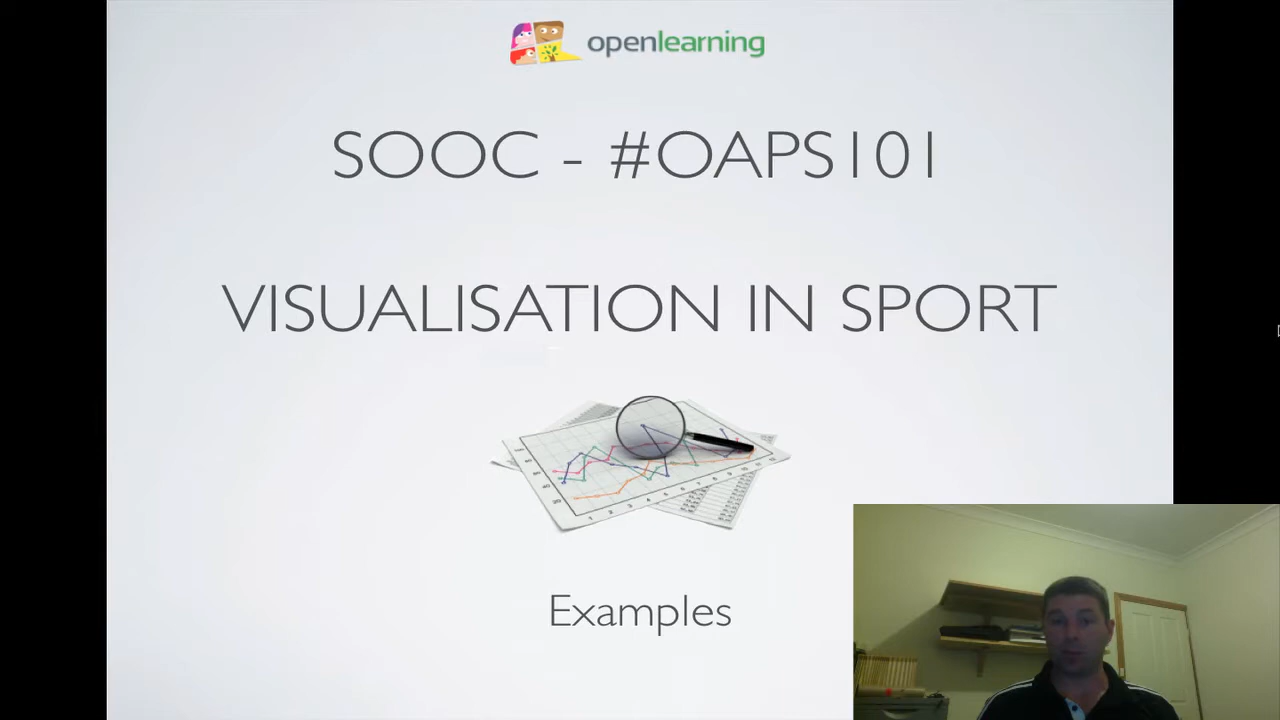 openlearning
SOOC - #OAPS101
VISUALISATION IN SPORT
Examples